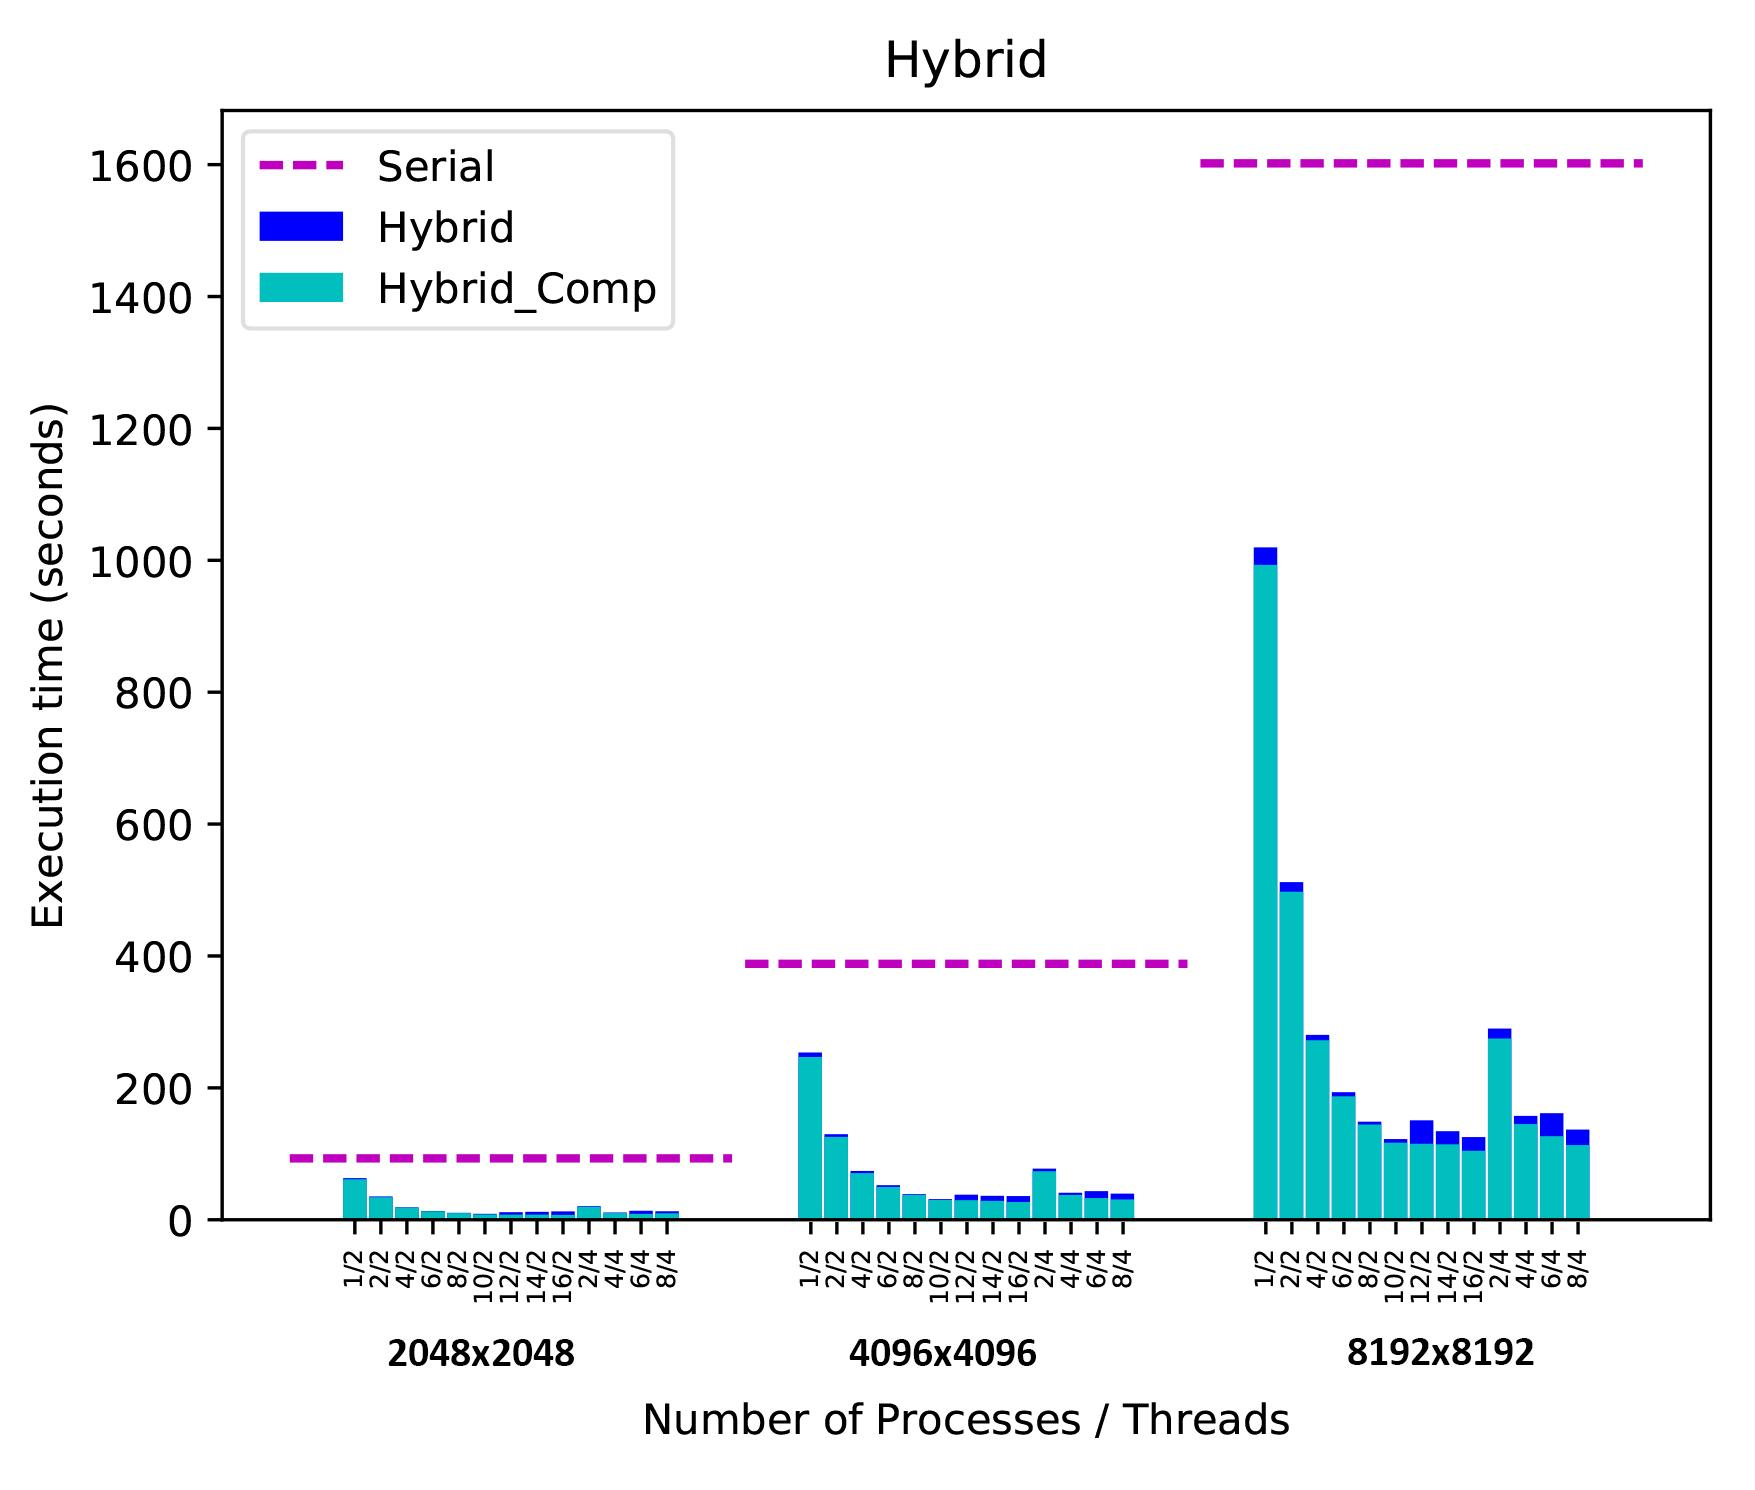 Hybrid
Serial
Hybrid
Hybrid_Comp
1600
1400
1200
1000
800
600
400
200
0
Execution time (seconds)
1/2 2/2 4/2 6/2 8/2 10/2 12/2 14/2 16/2 2/4 4/4 6/4 8/4 1/2 2/2 4/2 6/2 8/2 10/2 12/2 14/2 16/2 2/4 4/4 6/4 8/4 1/2 2/2 4/2 6/2 8/2 10/2 12/2 14/2 16/2 2/4 4/4 6/4 8/4
2048x2048 4096x4096 8192x8192
Number of Processes / Threads